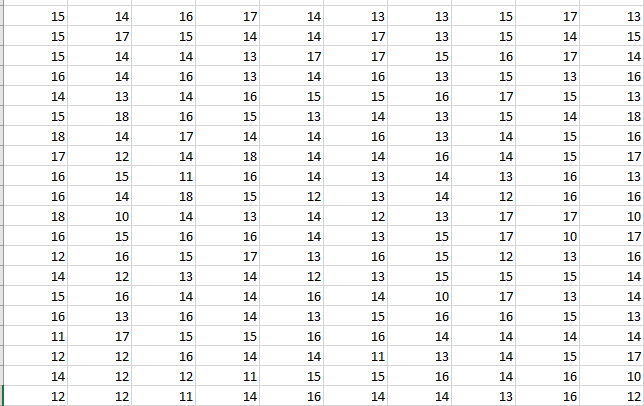 15 14 16 17 14 13 13 15 17 13
15 17 15 14 14 17 13 15 14 15
15 14 14 13 17 17 15 16 17 14
16 14 16 13 14 16 13 15 13 16
14 13 14 16 15 15 16 17 15 13
15 18 16 15 13 14 13 15 14 18
18 14 17 14 14 16 13 14 15 16
17 12 14 18 14 14 16 14 15 17
16 15 11 16 14 13 14 13 16 13
16 14 18 15 12 13 14 12 16 16
18 10 14 13 14 12 13 17 17 10
16 15 16 16 14 13 15 17 10 17
12 16 15 17 13 16 15 12 13 16
14 12 13 14 12 13 15 15 15 14
15 16 14 14 16 14 10 17 13 14
16 13 16 14 13 15 16 16 15 13
11 17 15 15 16 16 14 14 14 14
12 12 16 14 14 11 13 14 15 17
14 12 12 11 15 15 16 14 16 10
12 12 11 14 16 14 14 13 16 12